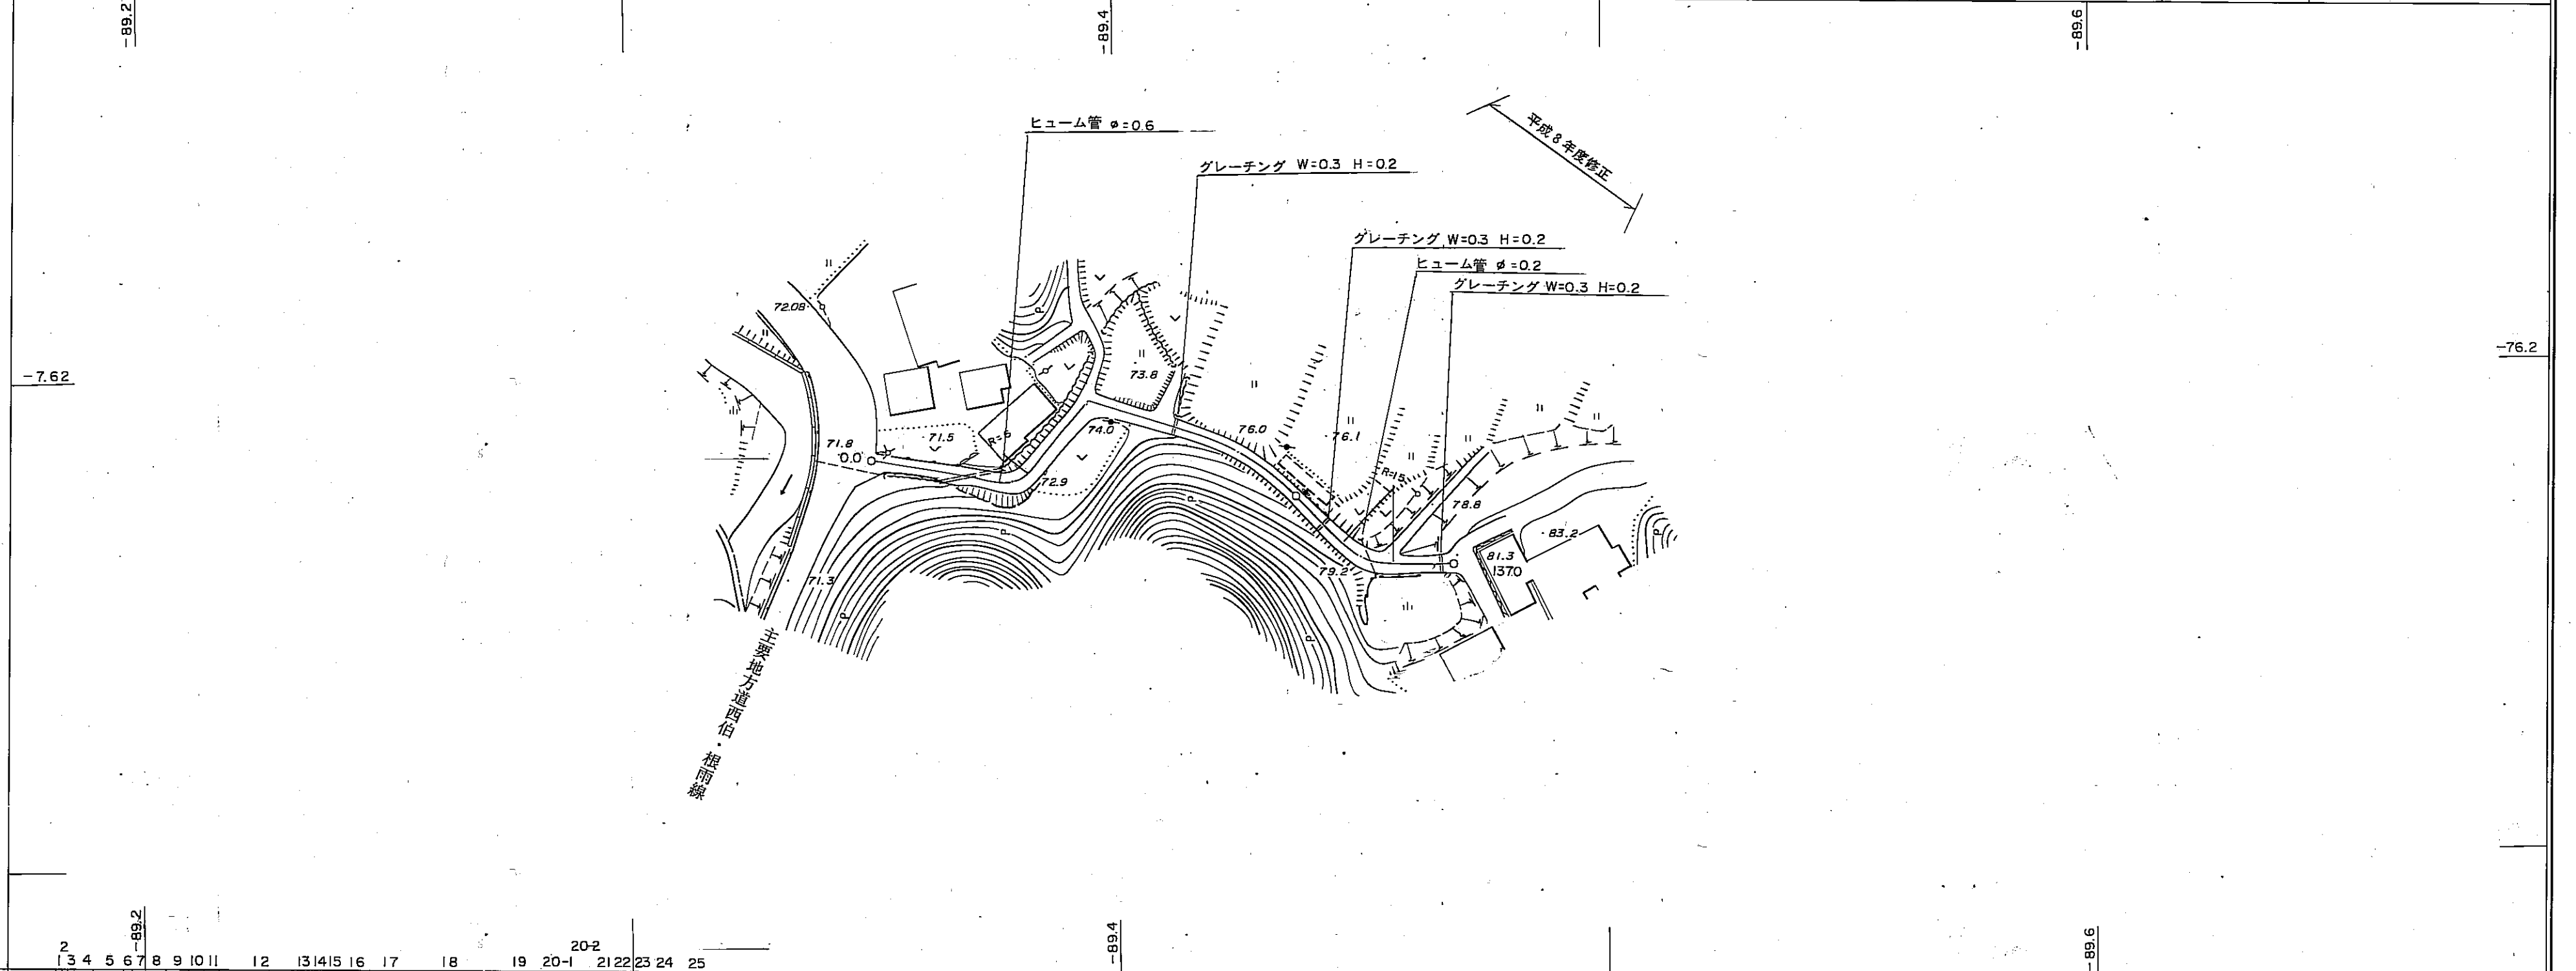 -89.2
-89.4
-89.6
ヒューム管 φ=0.6
平成8年度修正
グレーチング W=0.3 H=0.2
グレーチング W=0.3 H=0.2
ヒューム管 φ=0.2
グレーチング W=0.3 H=0.2
72.08
-7.62
-76.2
73.8
71.8
0.0
71.5
R=6
74.0
76.0
76.1
R=15
72.9
78.8
83.2
81.3
137.0
79.2
71.3
P
P
P
P
P
P
主要地方道西伯・根雨線
-89.2
-89.4
-89.6
2
20-2
1 3 4 5 6 7 8 9 10 11 12 13 14 15 16 17 18 19 20-1 21 22 23 24 25